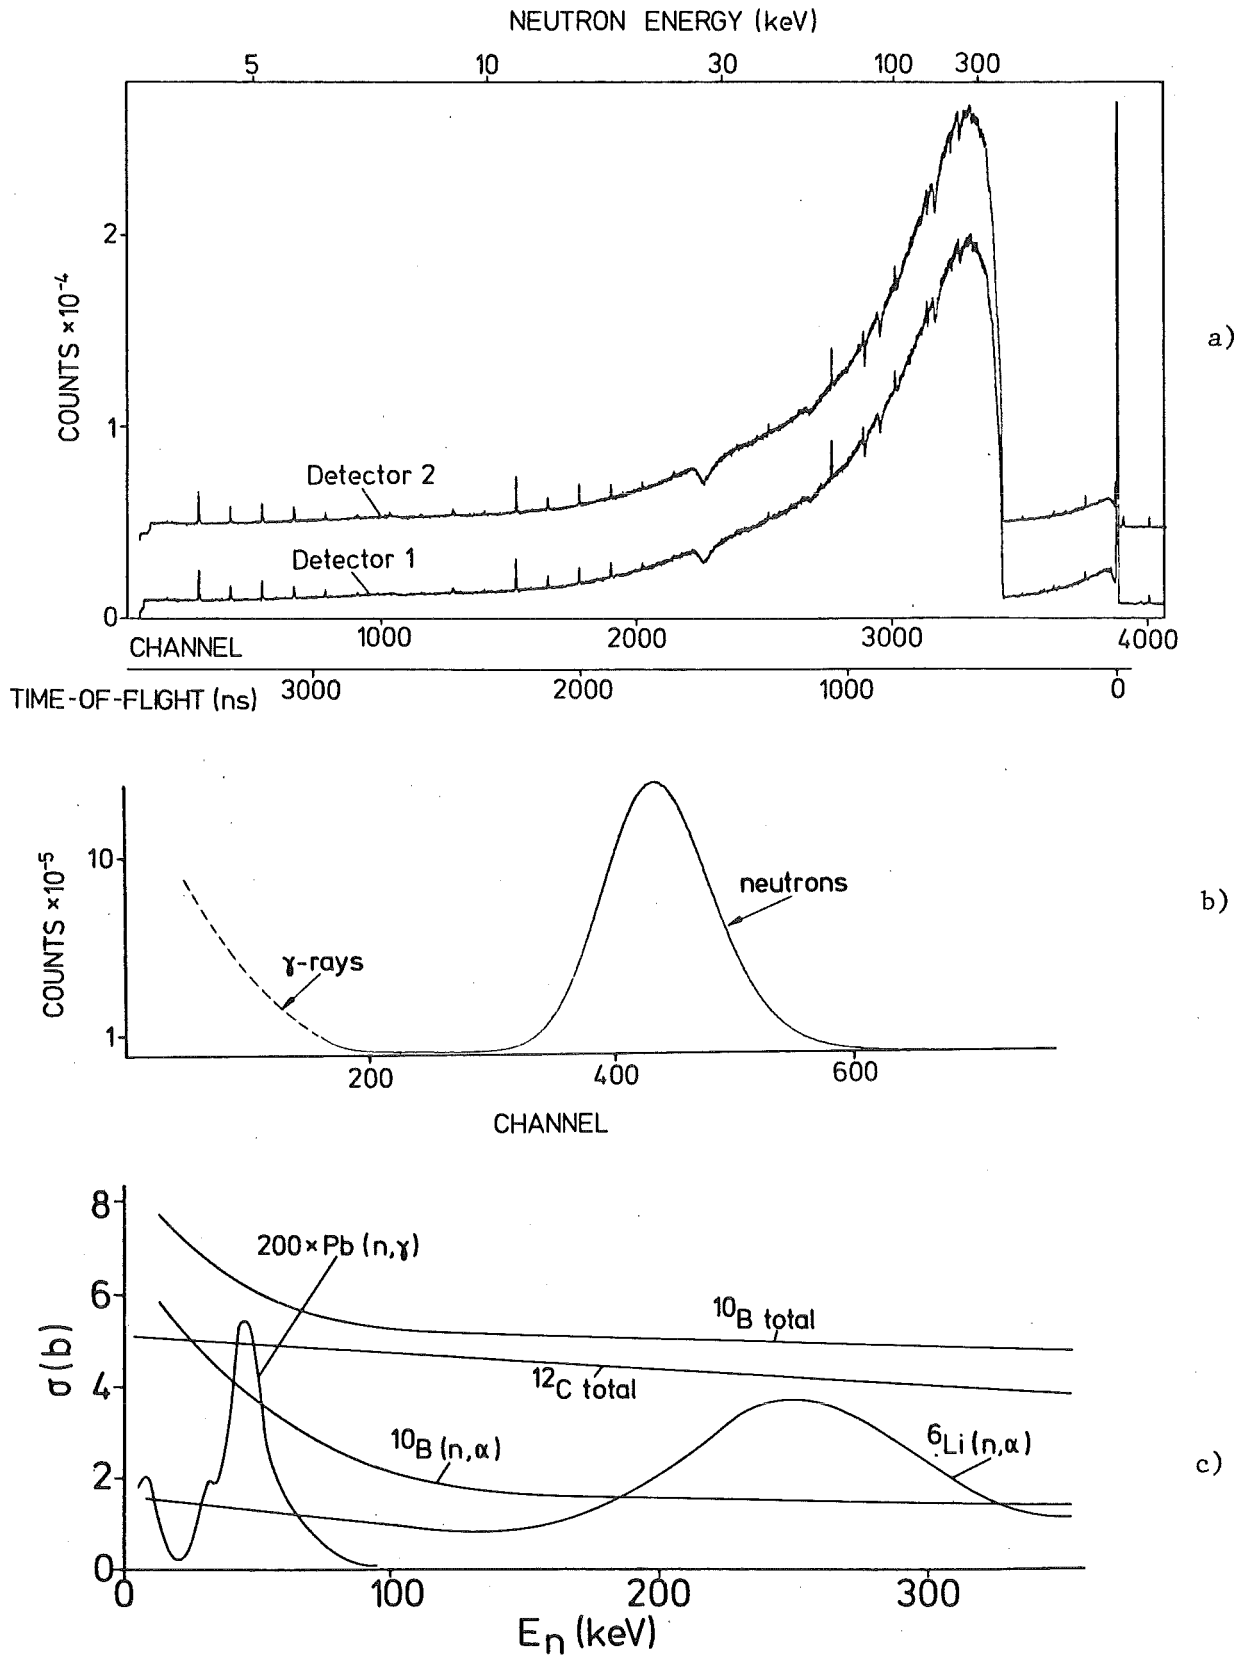 NEUTRON ENERGY (keV)
5 10 30 100 300
COUNTS ×10⁻⁴
2
1
0
Detector 2
Detector 1
a)
CHANNEL 1000 2000 3000 4000
TIME-OF-FLIGHT (ns) 3000 2000 1000 0
COUNTS ×10⁻⁵
10
1
γ-rays
neutrons
b)
200 400 600
CHANNEL
σ (b)
8
6
4
2
0
200×Pb (n,γ)
¹⁰B total
¹²C total
¹⁰B (n,α)
⁶Li (n,α)
c)
0 100 200 300
Eₙ (keV)